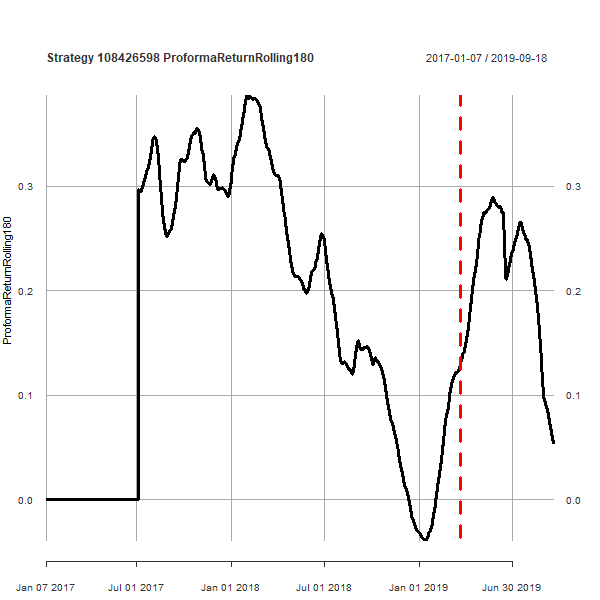 Strategy 108426598 ProformaReturnRolling180
2017-01-07 / 2019-09-18
ProformaReturnRolling180
0.3
0.3
0.2
0.2
0.1
0.1
0.0
0.0
Jan 07 2017
Jul 01 2017
Jan 01 2018
Jul 01 2018
Jan 01 2019
Jun 30 2019